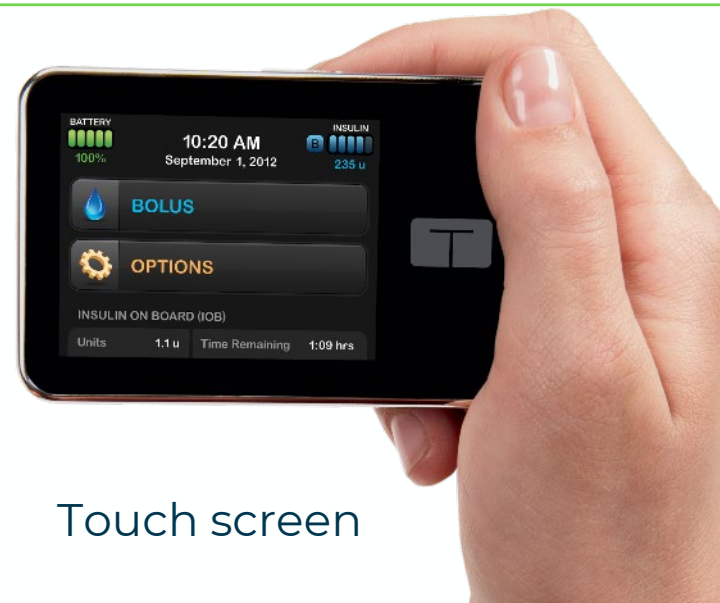 BATTERY
100%
10:20 AM
September 1, 2012
INSULIN
B
235 u
BOLUS
OPTIONS
INSULIN ON BOARD (IOB)
Units 1.1 u Time Remaining 1:09 hrs
T
Touch screen